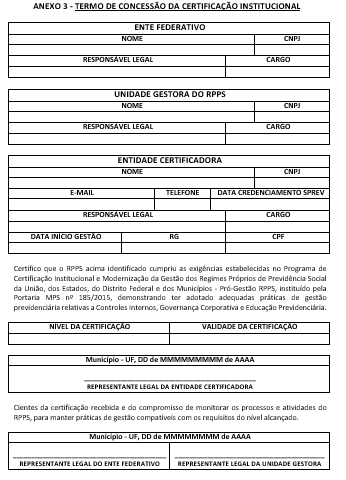 ANEXO 3 - TERMO DE CONCESSÃO DA CERTIFICAÇÃO INSTITUCIONAL
ENTE FEDERATIVO
NOME CNPJ
RESPONSÁVEL LEGAL CARGO
UNIDADE GESTORA DO RPPS
NOME CNPJ
RESPONSÁVEL LEGAL CARGO
ENTIDADE CERTIFICADORA
NOME CNPJ
E-MAIL TELEFONE DATA CREDENCIAMENTO SPREV
RESPONSÁVEL LEGAL CARGO
DATA INÍCIO GESTÃO RG CPF
Certifico que o RPPS acima identificado cumpriu as exigências estabelecidas no Programa de
Certificação Institucional e Modernização da Gestão dos Regimes Próprios de Previdência Social
da União, dos Estados, do Distrito Federal e dos Municípios - Pró-Gestão RPPS, instituído pela
Portaria MPS nº 185/2015, demonstrando ter adotado adequadas práticas de gestão
previdenciária relativas a Controles Internos, Governança Corporativa e Educação Previdenciária.
NÍVEL DA CERTIFICAÇÃO VALIDADE DA CERTIFICAÇÃO
Município - UF, DD de MMMMMMMMM de AAAA
REPRESENTANTE LEGAL DA ENTIDADE CERTIFICADORA
Cientes da certificação recebida e do compromisso de monitorar os processos e atividades do
RPPS, para manter práticas de gestão compatíveis com os requisitos do nível alcançado.
Município - UF, DD de MMMMMMMMM de AAAA
REPRESENTANTE LEGAL DO ENTE FEDERATIVO REPRESENTANTE LEGAL DA UNIDADE GESTORA